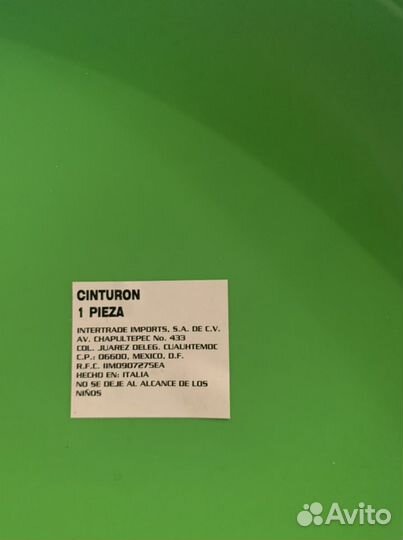 CINTURON
1 PIEZA
INTERTRADE IMPORTS, S.A. DE C.V.
AV. CHAPULTEPEC No. 433
COL. JUAREZ DELEG. CUAUHTEMOC
C.P.: 06600, MEXICO, D.F.
R.F.C. IIM0907275EA
HECHO EN: ITALIA
NO SE DEJE AL ALCANCE DE LOS
NIÑOS
Avito